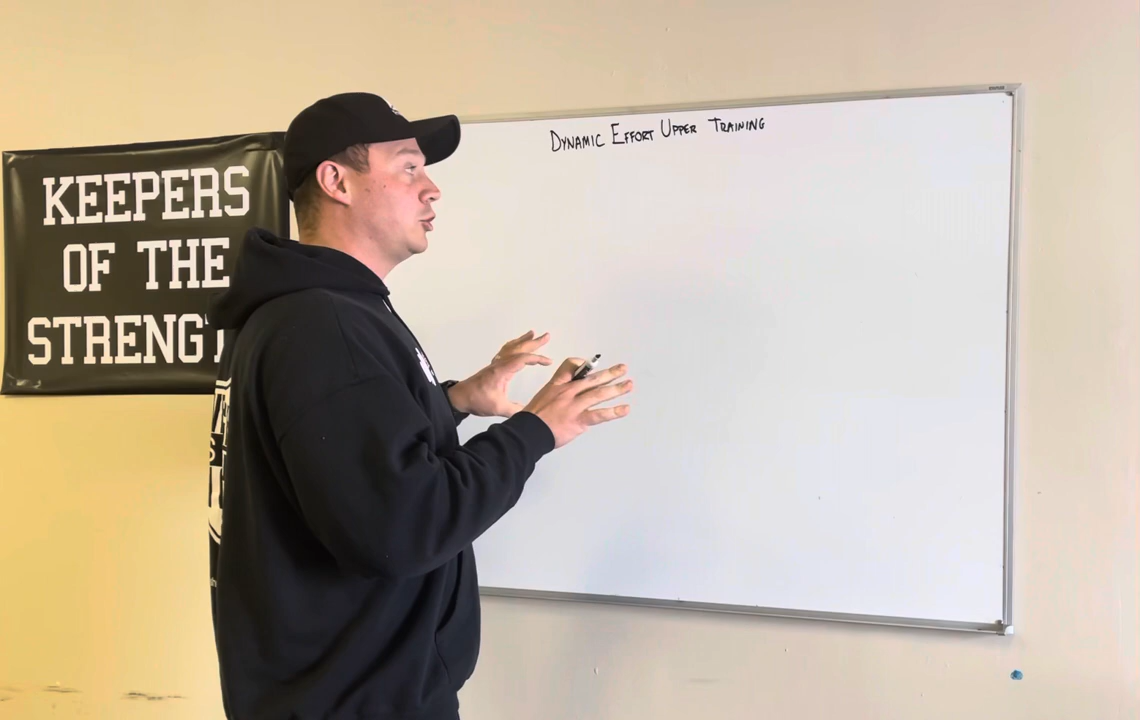 KEEPERS
OF THE
STRENGT
DYNAMIC EFFORT UPPER TRAINING